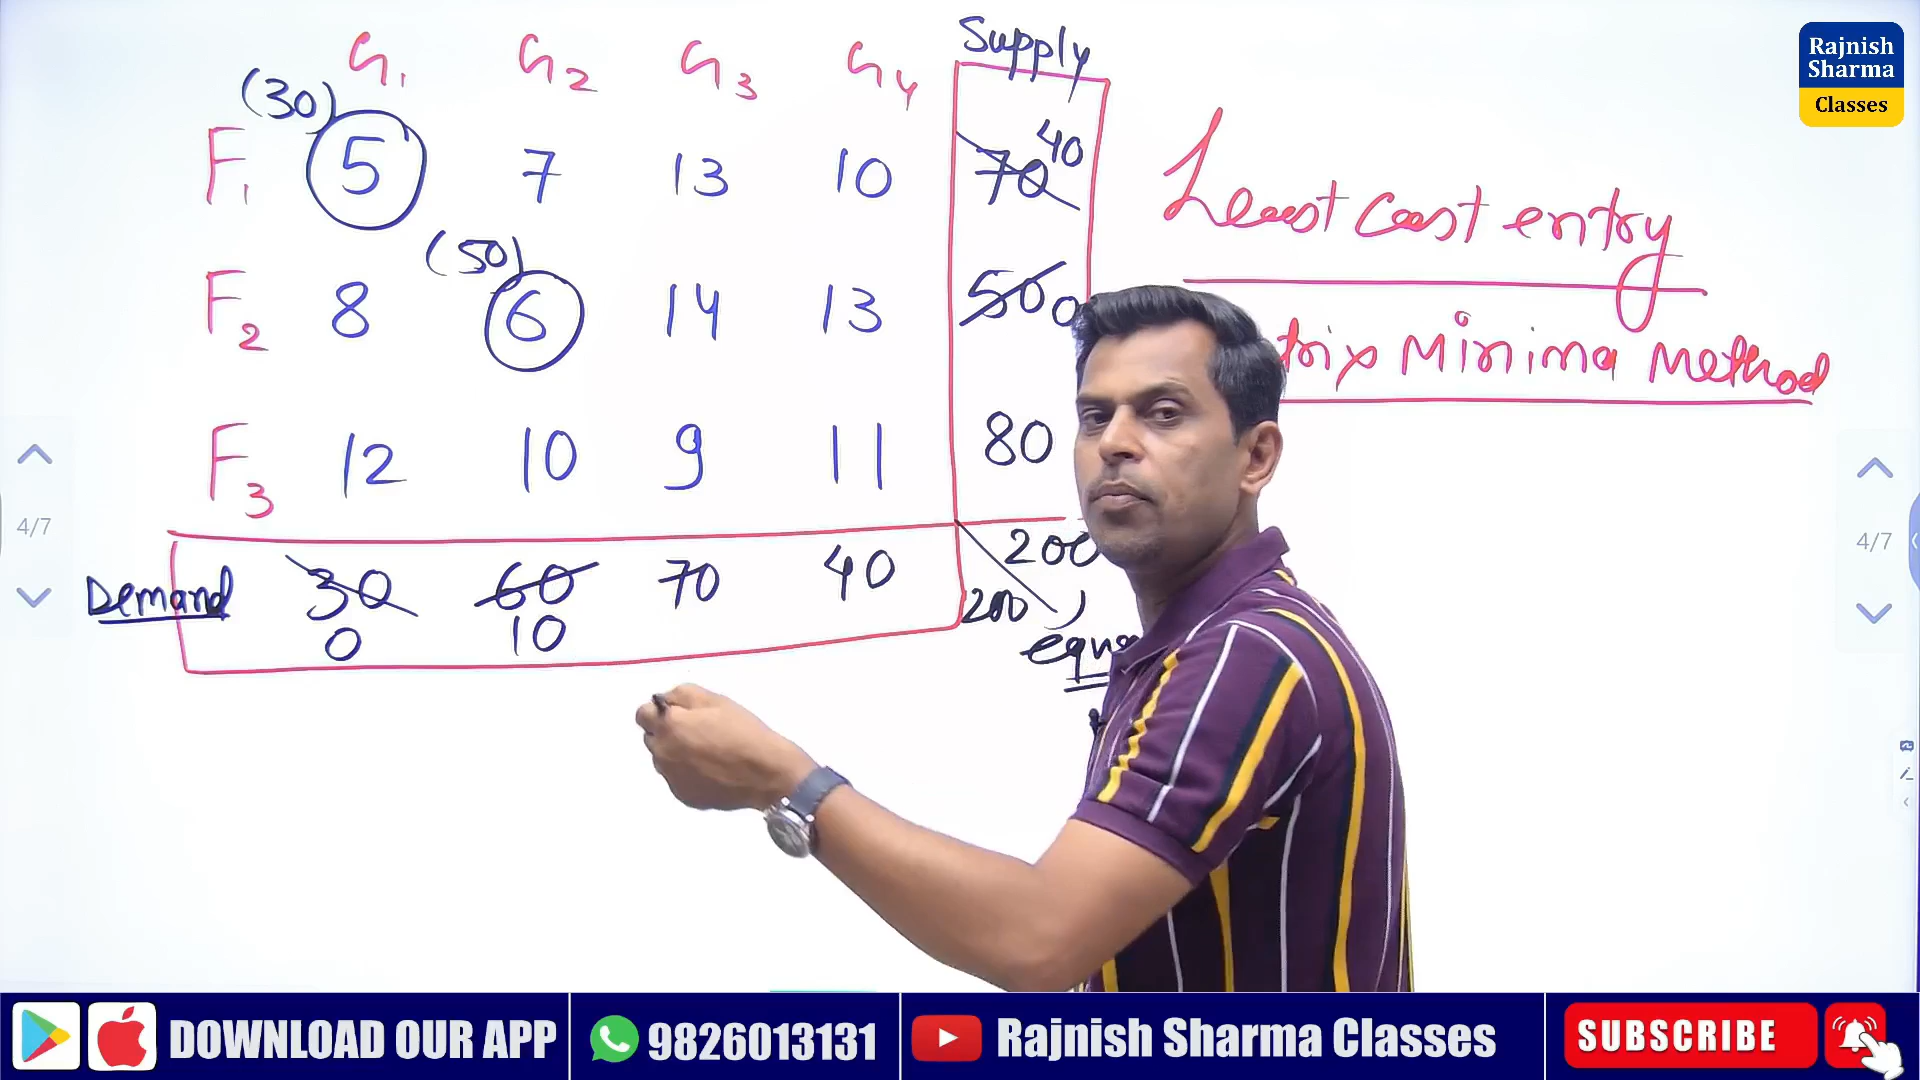 G1 G2 G3 G4 Supply
(30)
F1 5 7 13 10 70 40
(50)
F2 8 6 14 13 50 0
F3 12 10 9 11 80
Demand 30 60 70 40
0 10
200
200
Least cost entry
Minima Method
Rajnish
Sharma
Classes
4/7
4/7
DOWNLOAD OUR APP
9826013131
Rajnish Sharma Classes
SUBSCRIBE